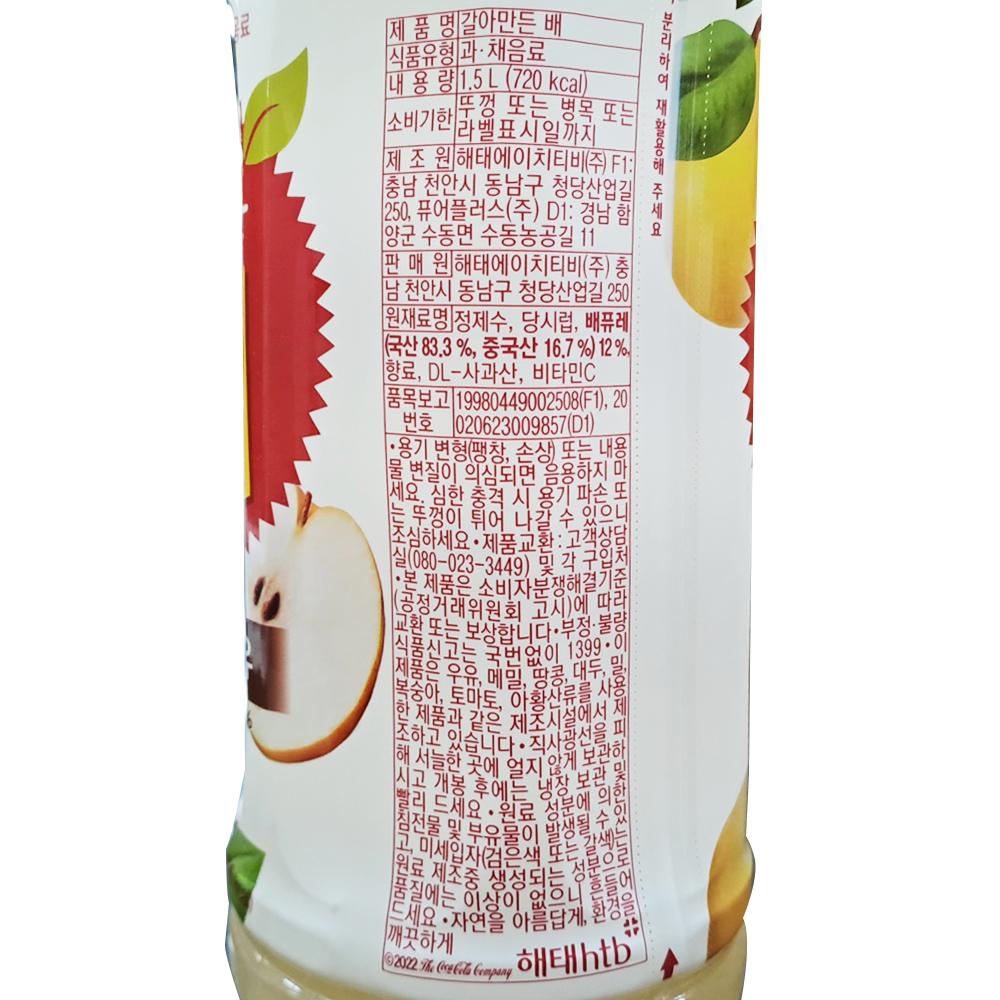 음료
분리하여 재활용해 주세요
제 품 명 갈아만든 배
식품유형 과·채음료
내 용 량 1.5 L (720 kcal)
소비기한 뚜껑 또는 병목 또는
라벨표시일까지
제 조 원 해태에이치티비(주) F1:
충남 천안시 동남구 청당산업길
250, 퓨어플러스(주) D1: 경남 함
양군 수동면 수동농공길 11
판 매 원 해태에이치티비(주) 충
남 천안시 동남구 청당산업길 250
원재료명 정제수, 당시럽, 배퓨레
(국산 83.3 %, 중국산 16.7 %) 12 %,
향료, DL-사과산, 비타민C
품목보고 19980449002508(F1), 20
번호 020623009857(D1)
•용기 변형(팽창, 손상) 또는 내용
물 변질이 의심되면 음용하지 마
세요. 심한 충격 시 용기 파손 또
는 뚜껑이 튀어 나갈 수 있으니
조심하세요•제품교환: 고객상담
실(080-023-3449) 및 각 구입처
•본 제품은 소비자분쟁해결기준
(공정거래위원회 고시)에 따라
교환 또는 보상합니다•부정·불량
식품신고는 국번없이 1399•이
제품은 우유, 메밀, 땅콩, 대두, 밀,
복숭아, 토마토, 아황산류를 사용
한 제품과 같은 제조시설에서 제
조하고 있습니다•직사광선을 피
해 서늘한 곳에 얼지 않게 보관하
시고 개봉 후에는 냉장 보관 및
빨리 드세요•원료 성분에 의한
침전물 및 부유물이 발생될 수 있
고, 미세입자(검은색 또는 갈색)는
원료 제조중 생성되는 성분으로
품질에는 이상이 없으니 흔들어
드세요•자연을 아름답게, 환경을
깨끗하게
©2022 The Coca-Cola Company 해태htb